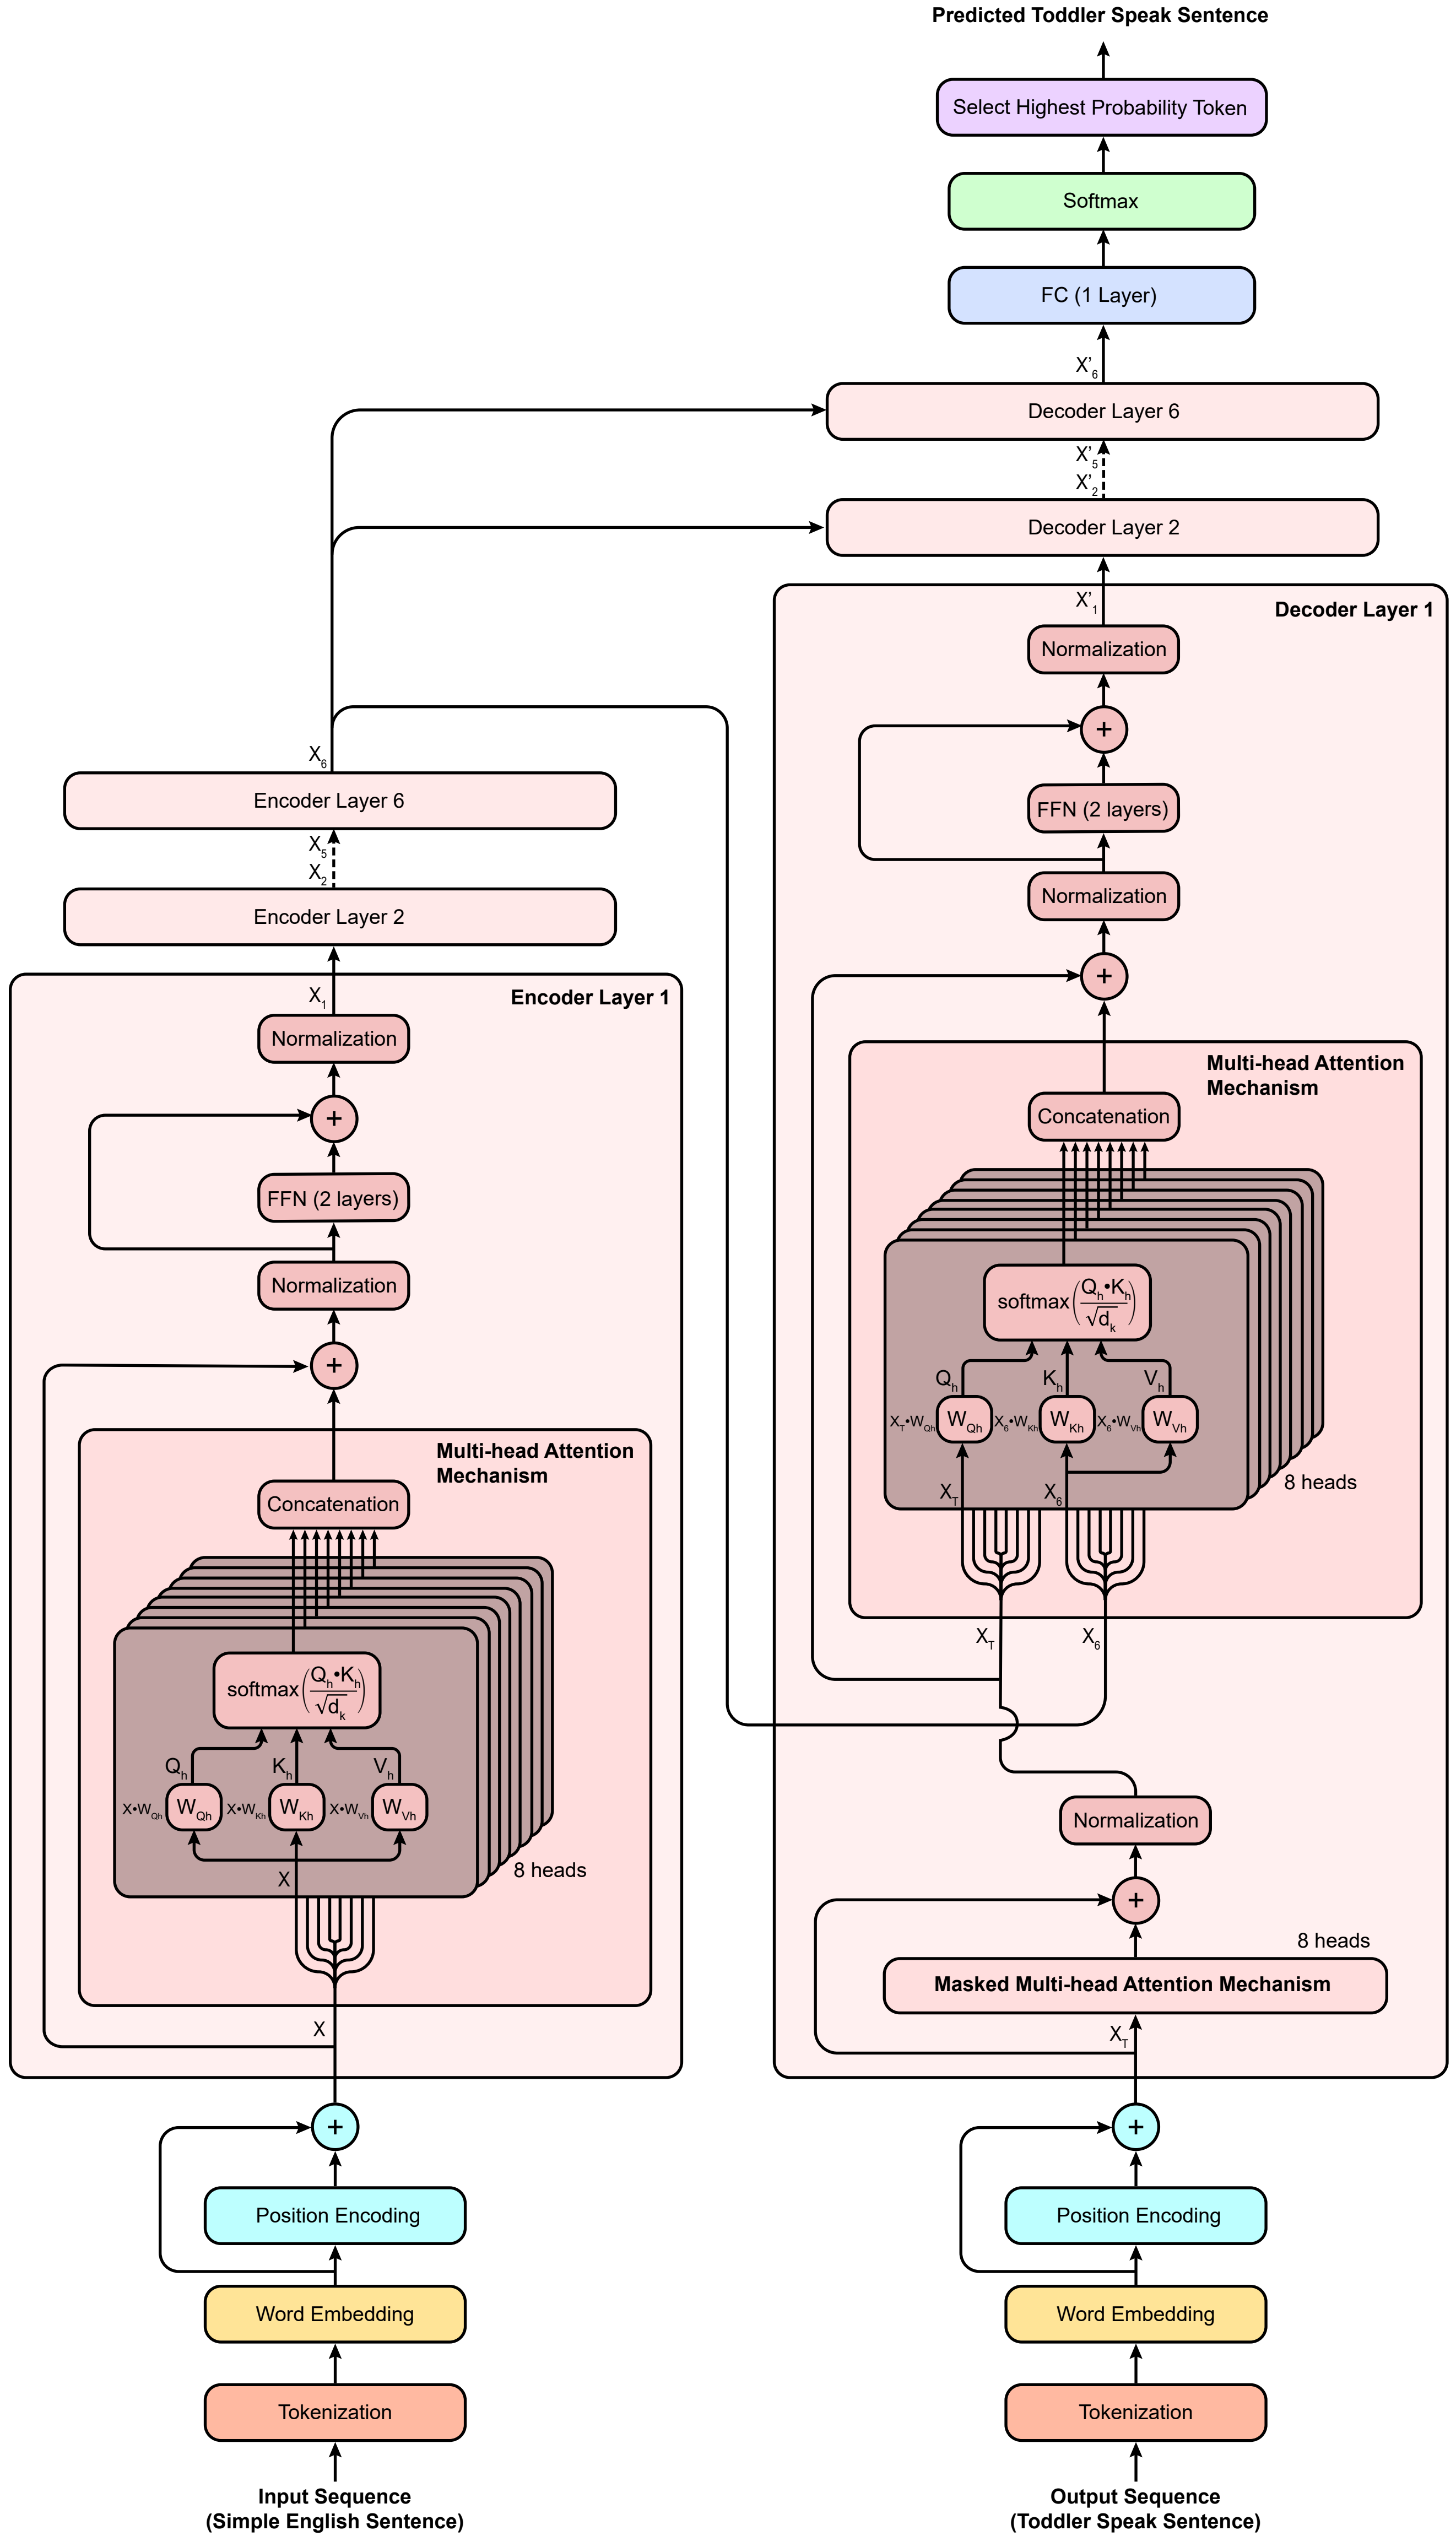 Predicted Toddler Speak Sentence
Select Highest Probability Token
Softmax
FC (1 Layer)
X’6
Decoder Layer 6
X’5
X’2
Decoder Layer 2
X’1
Decoder Layer 1
Normalization
+
FFN (2 layers)
Normalization
+
Multi-head Attention
Mechanism
Concatenation
softmax(Qh•Kh/√dk)
Qh
Kh
Vh
XT•WQh
WQh
X6•WKh
WKh
X6•WVh
WVh
XT
X6
8 heads
XT
X6
Normalization
+
8 heads
Masked Multi-head Attention Mechanism
XT
+
Position Encoding
Word Embedding
Tokenization
Output Sequence
(Toddler Speak Sentence)
X6
Encoder Layer 6
X5
X2
Encoder Layer 2
X1
Encoder Layer 1
Normalization
+
FFN (2 layers)
Normalization
+
Multi-head Attention
Mechanism
Concatenation
softmax(Qh•Kh/√dk)
Qh
Kh
Vh
X•WQh
WQh
X•WKh
WKh
X•WVh
WVh
X
8 heads
X
+
Position Encoding
Word Embedding
Tokenization
Input Sequence
(Simple English Sentence)